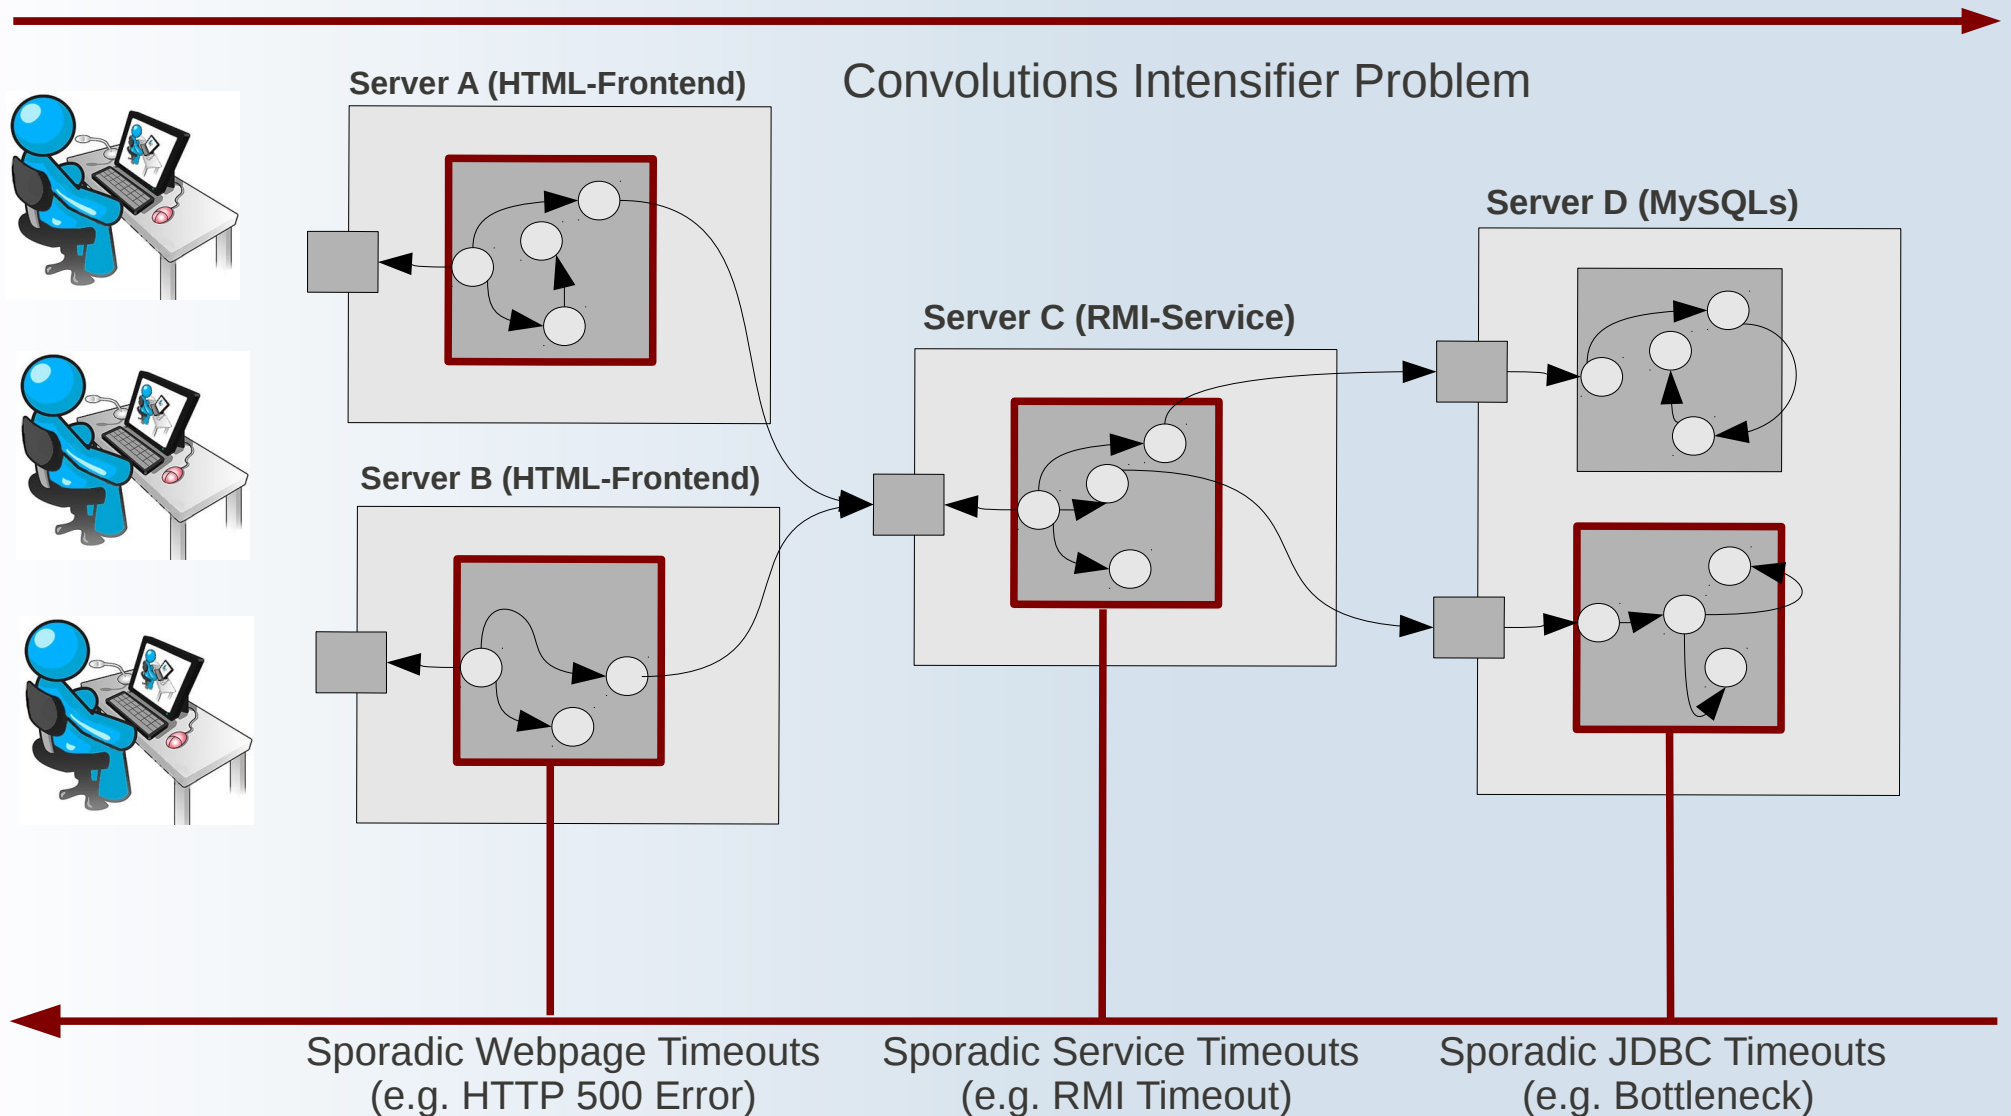 Convolutions Intensifier Problem
Server A (HTML-Frontend)
Server D (MySQLs)
Server C (RMI-Service)
Server B (HTML-Frontend)
Sporadic Webpage Timeouts
(e.g. HTTP 500 Error)
Sporadic Service Timeouts
(e.g. RMI Timeout)
Sporadic JDBC Timeouts
(e.g. Bottleneck)